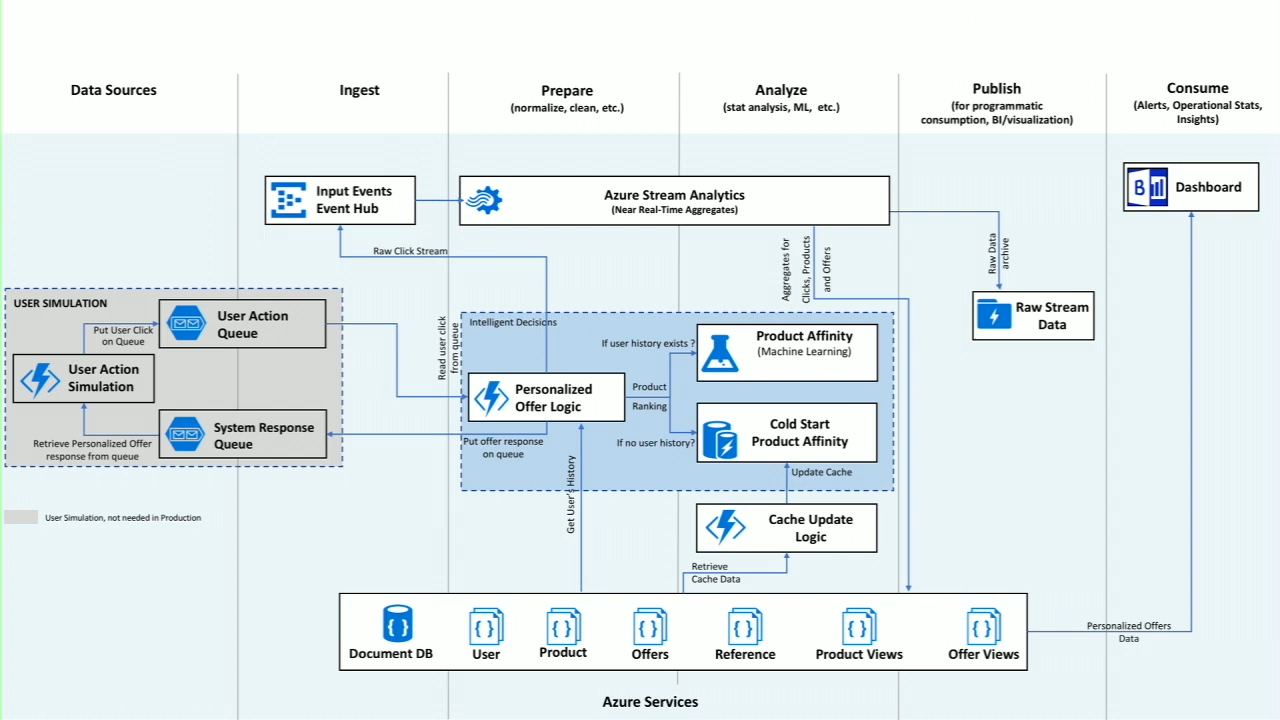 Data Sources
Ingest
Prepare
(normalize, clean, etc.)
Analyze
(stat analysis, ML, etc.)
Publish
(for programmatic
consumption, BI/visualization)
Consume
(Alerts, Operational Stats,
Insights)
Input Events
Event Hub
Azure Stream Analytics
(Near Real-Time Aggregates)
B
Dashboard
Raw Click Stream
Aggregates for
Clicks, Products
and Offers
Raw Data
archive
Raw Stream
Data
USER SIMULATION
User Action
Queue
Put User Click
on Queue
User Action
Simulation
System Response
Queue
Retrieve Personalized Offer
response from queue
Read user click
from queue
Intelligent Decisions
Personalized
Offer Logic
If user history exists ?
Product
Ranking
If no user history?
Product Affinity
(Machine Learning)
Cold Start
Product Affinity
Put offer response
on queue
Get User's History
Update Cache
Cache Update
Logic
Retrieve
Cache Data
User Simulation, not needed in Production
Document DB
User
Product
Offers
Reference
Product Views
Offer Views
Personalized Offers
Data
Azure Services